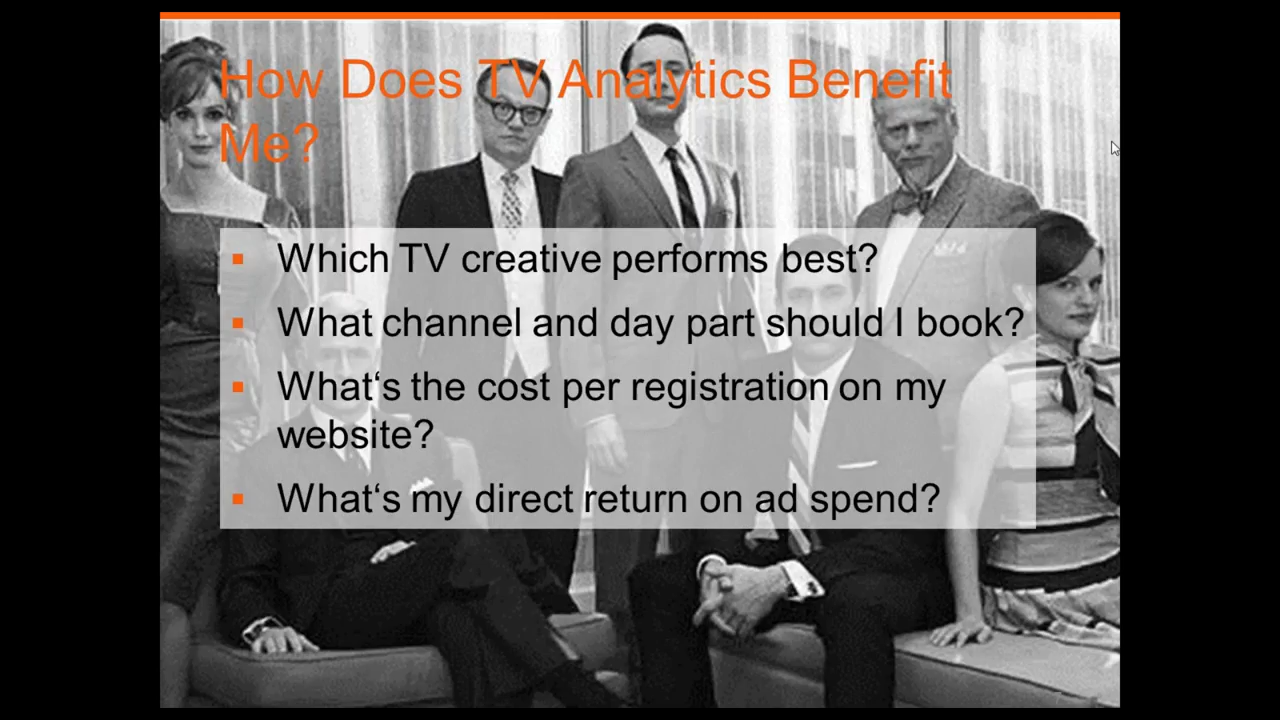 How Does TV Analytics Benefit
Me?
▪ Which TV creative performs best?
▪ What channel and day part should I book?
▪ What‘s the cost per registration on my
website?
▪ What‘s my direct return on ad spend?